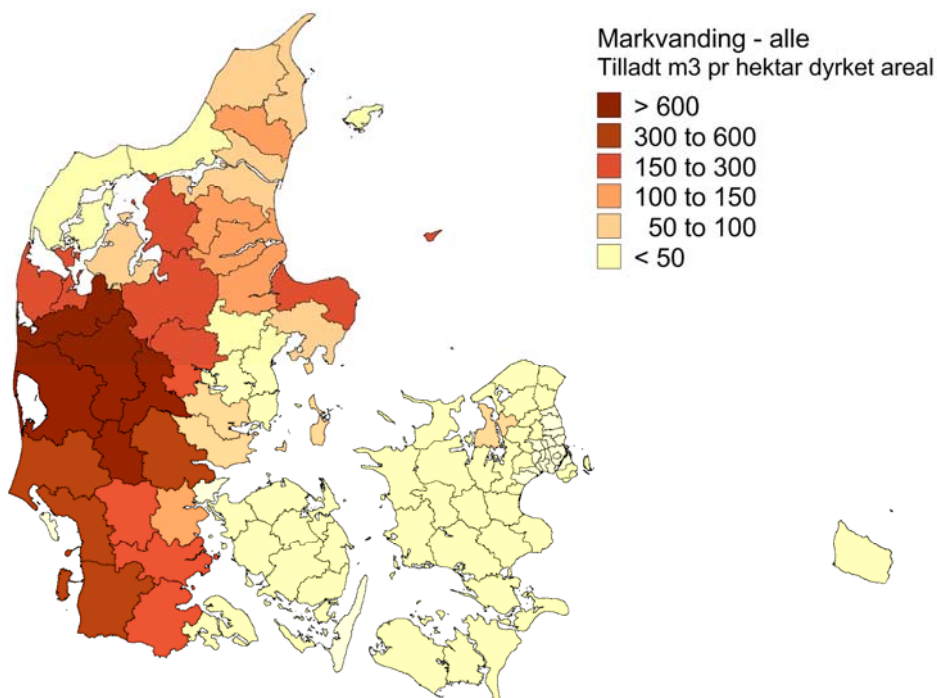 Markvanding - alle
Tilladt m3 pr hektar dyrket areal
> 600
300 to 600
150 to 300
100 to 150
50 to 100
< 50